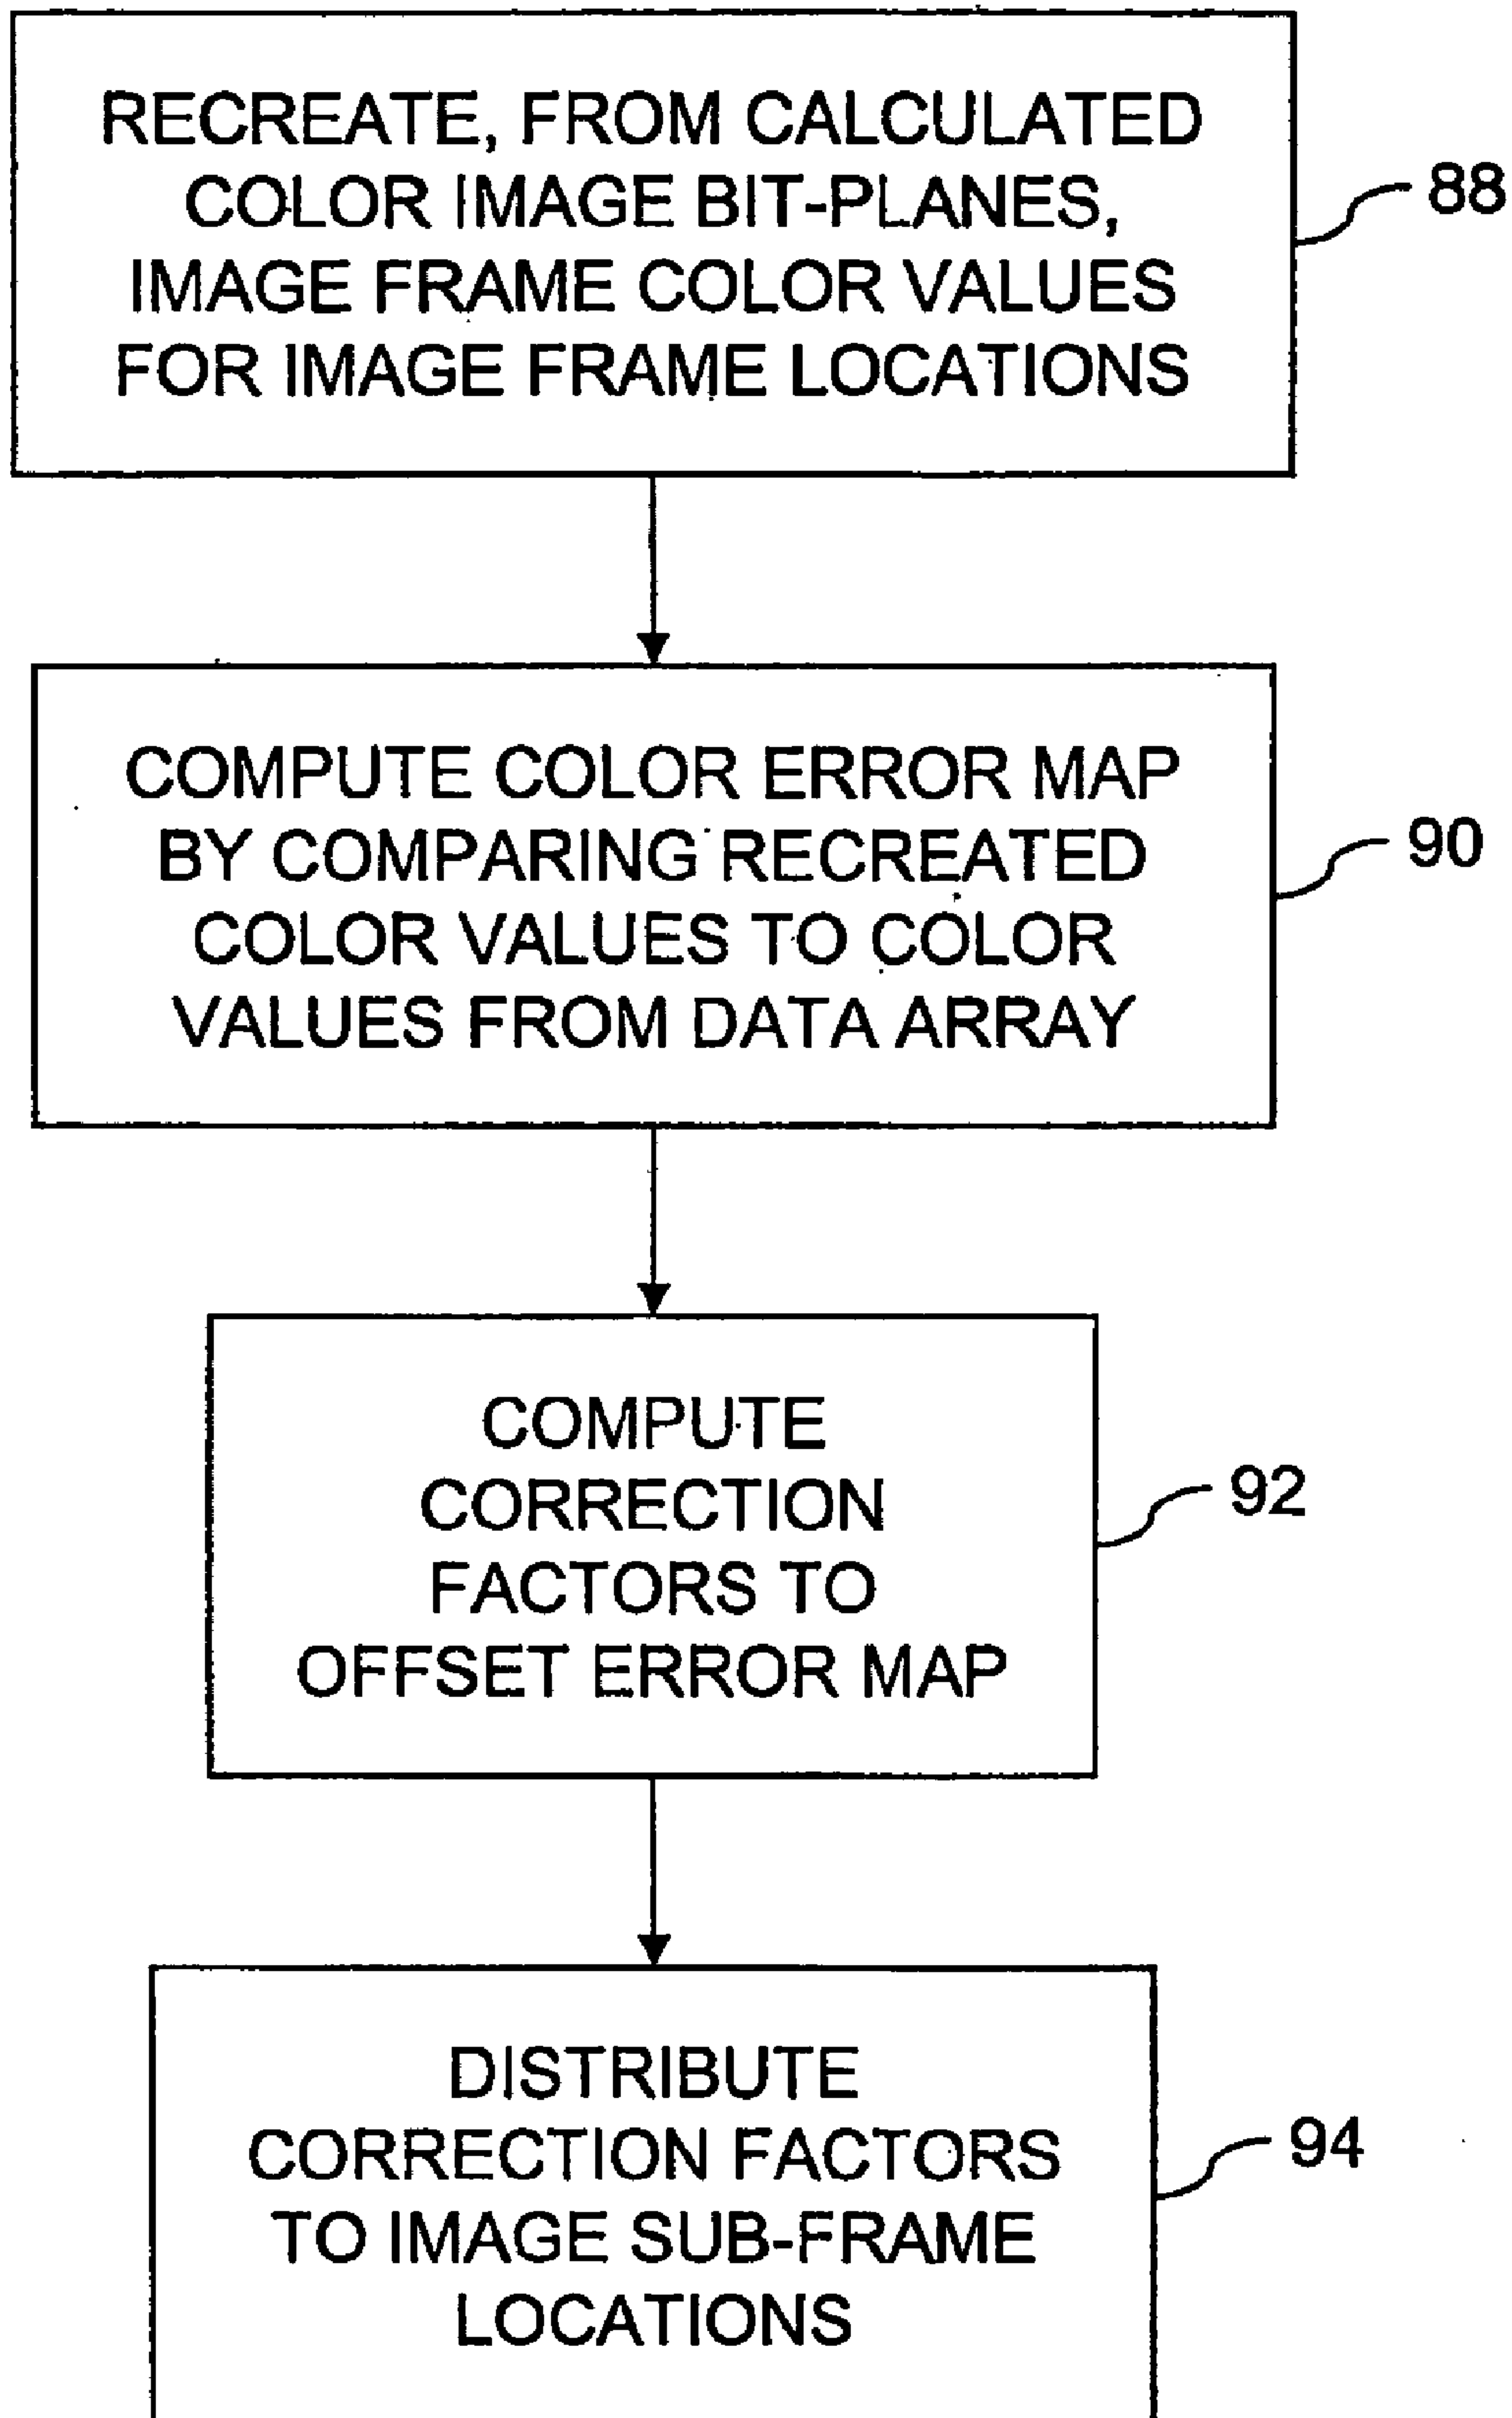 RECREATE, FROM CALCULATED
COLOR IMAGE BIT-PLANES,
IMAGE FRAME COLOR VALUES
FOR IMAGE FRAME LOCATIONS
88
COMPUTE COLOR ERROR MAP
BY COMPARING RECREATED
COLOR VALUES TO COLOR
VALUES FROM DATA ARRAY
90
COMPUTE
CORRECTION
FACTORS TO
OFFSET ERROR MAP
92
DISTRIBUTE
CORRECTION FACTORS
TO IMAGE SUB-FRAME
LOCATIONS
94